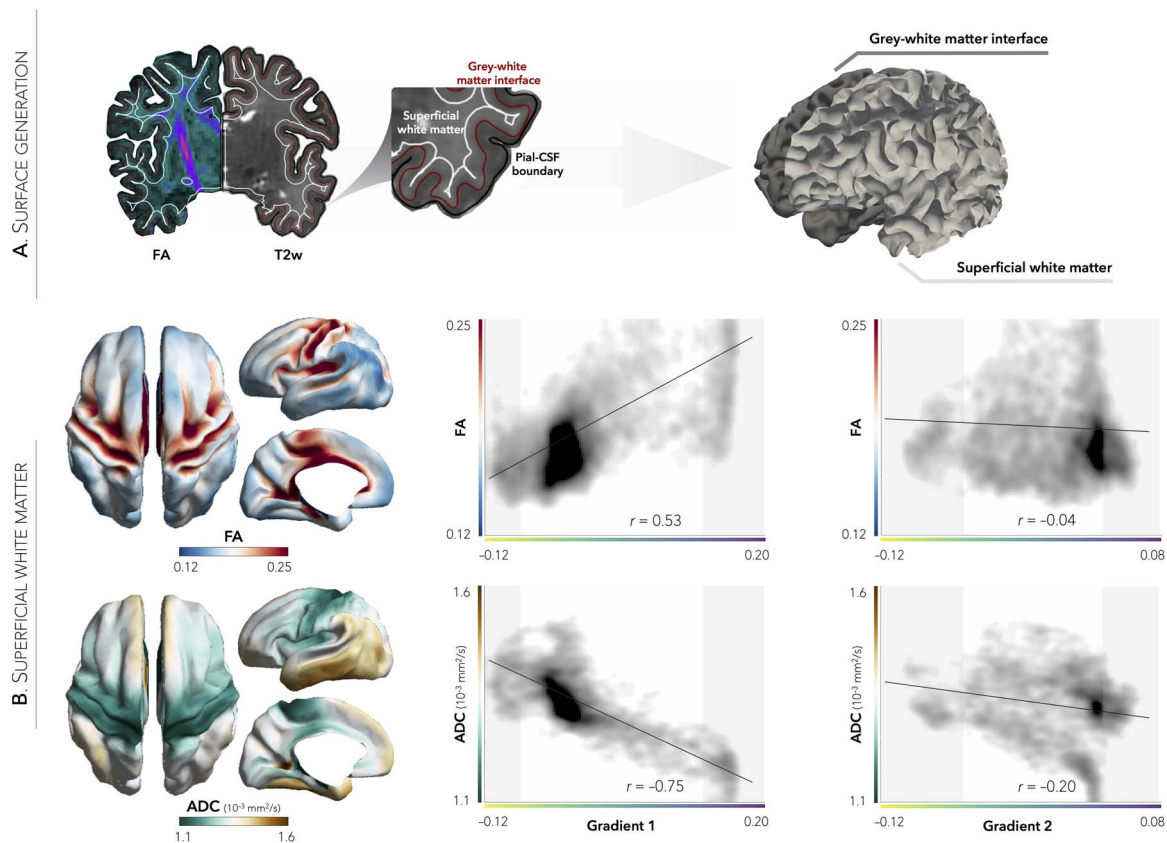 A. SURFACE GENERATION
Grey-white matter interface
Grey-white
matter interface
Superficial
white matter
Pial-CSF
boundary
FA
T2w
Superficial white matter
B. SUPERFICIAL WHITE MATTER
FA
0.12
0.25
0.25
FA
0.12
r = 0.53
–0.12
0.20
0.25
FA
0.12
r = –0.04
–0.12
0.08
ADC (10⁻³ mm²/s)
1.1
1.6
1.6
ADC (10⁻³ mm²/s)
1.1
r = –0.75
–0.12
Gradient 1
0.20
1.6
ADC (10⁻³ mm²/s)
1.1
r = –0.20
–0.12
Gradient 2
0.08